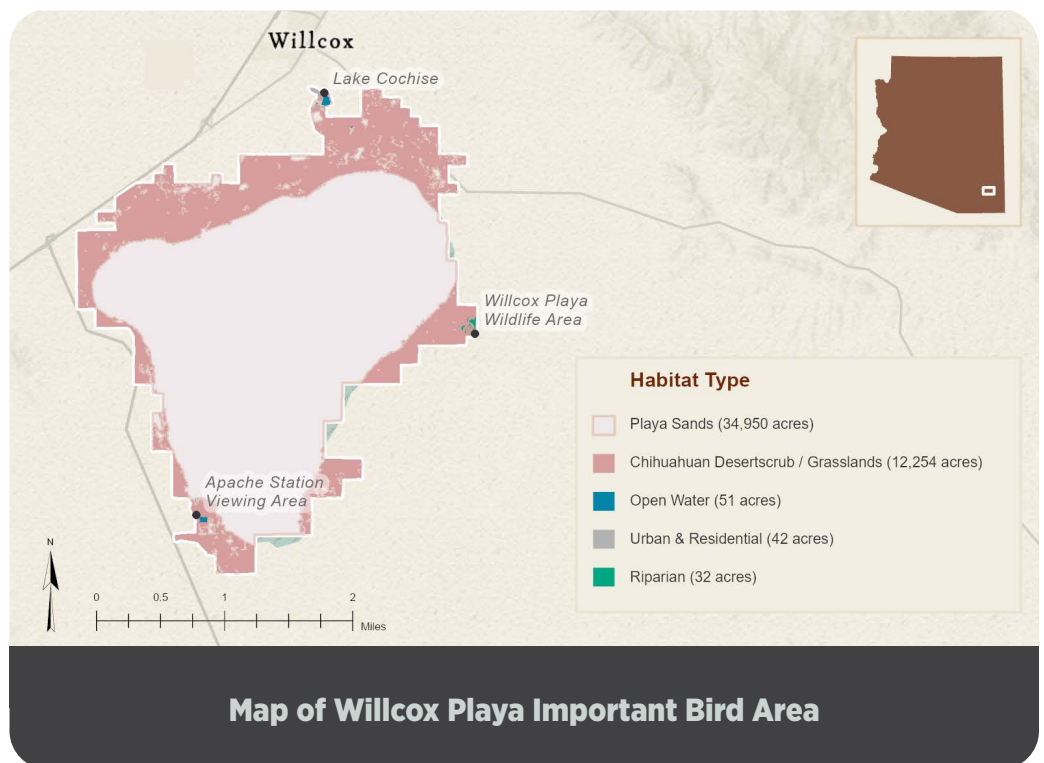 Willcox
Lake Cochise
Willcox Playa
Wildlife Area
Habitat Type
Playa Sands (34,950 acres)
Chihuahuan Desertscrub / Grasslands (12,254 acres)
Open Water (51 acres)
Urban & Residential (42 acres)
Riparian (32 acres)
Apache Station
Viewing Area
N
0 0.5 1 2
Miles
Map of Willcox Playa Important Bird Area